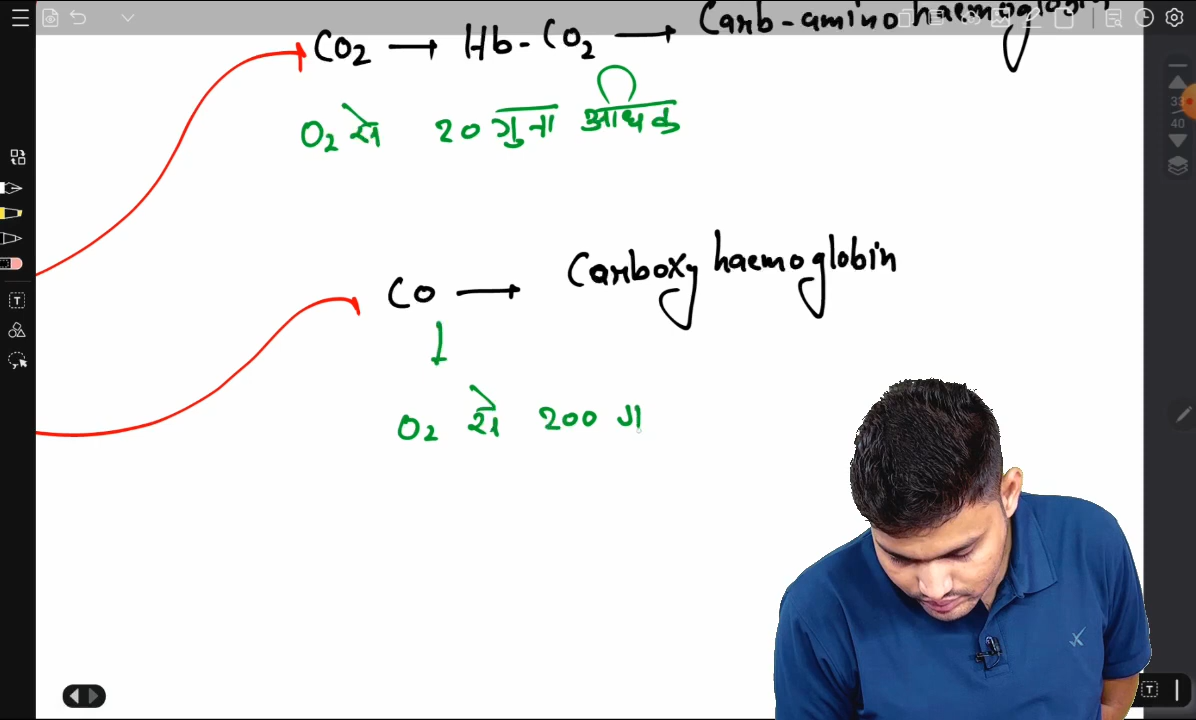 CO2 → Hb-CO2 → Carb-amino haemoglobin
O2 से 20 गुना अधिक
CO → Carboxy haemoglobin
O2 से 200 ग